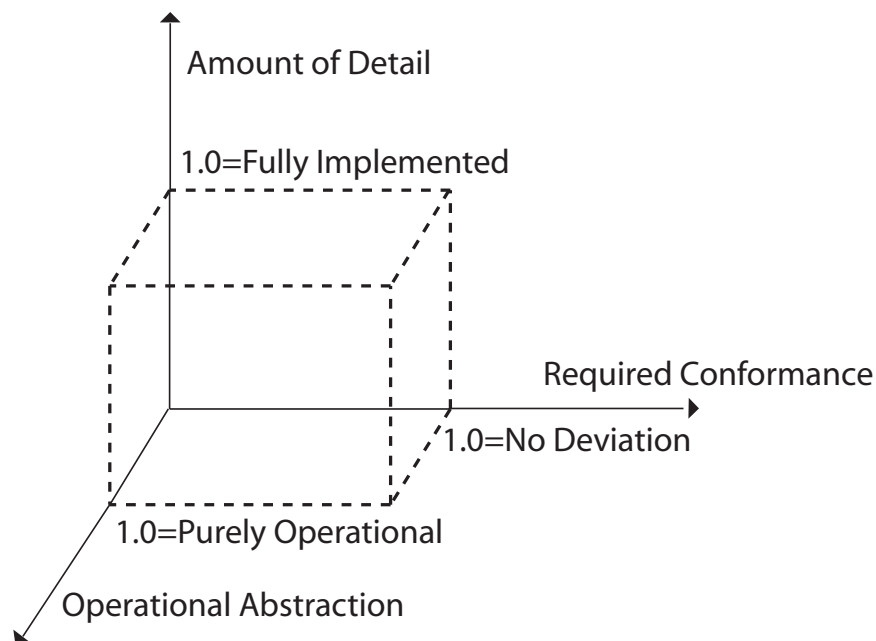 Amount of Detail
1.0=Fully Implemented
Required Conformance
1.0=No Deviation
1.0=Purely Operational
Operational Abstraction